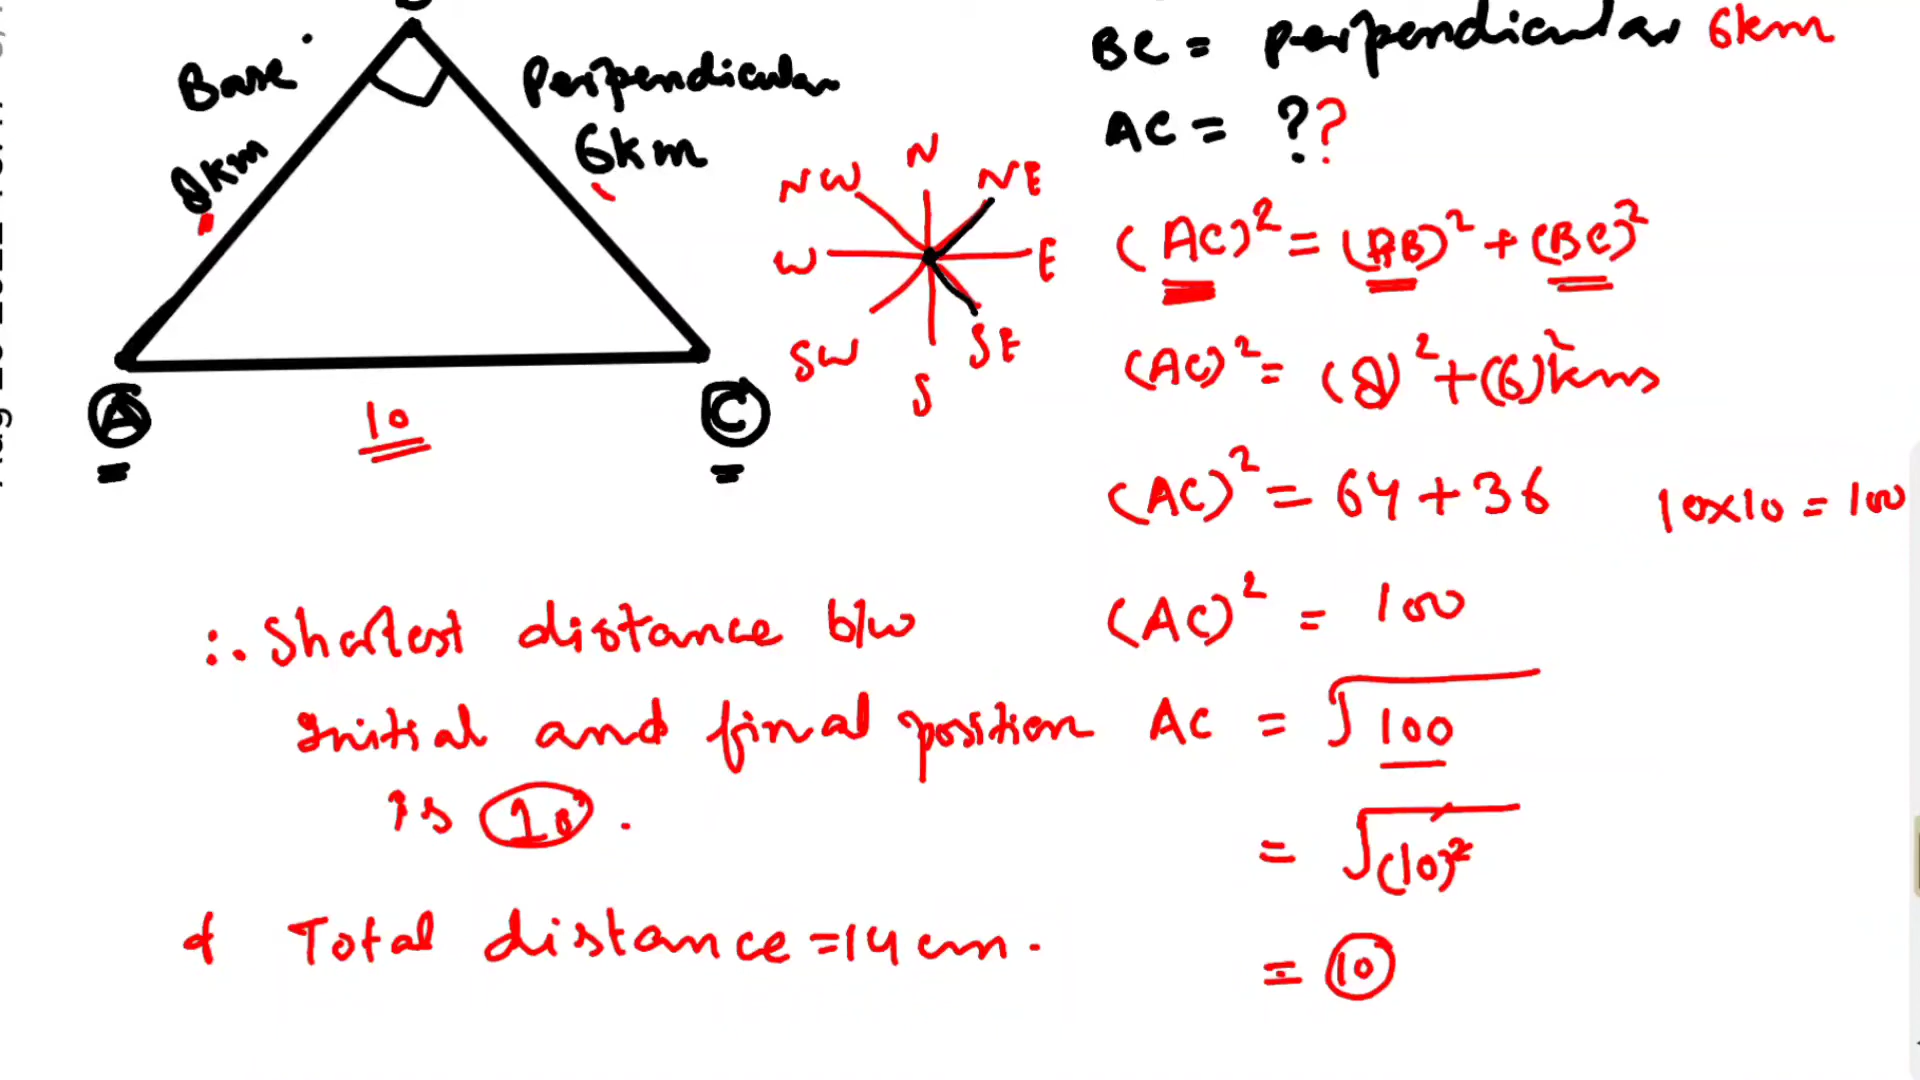 Base
8km
Perpendicular
6km
A
C
10
N
NE
E
SE
S
SW
W
NW
BC = perpendicular 6km
AC = ??
(AC)² = (AB)² + (BC)²
(AC)² = (8)² + (6)² kms
(AC)² = 64 + 36
10x10 = 100
(AC)² = 100
AC = √100
= √(10)²
= 10
∴ Shortest distance b/w
initial and final position
is 10.
& Total distance = 14 cm.